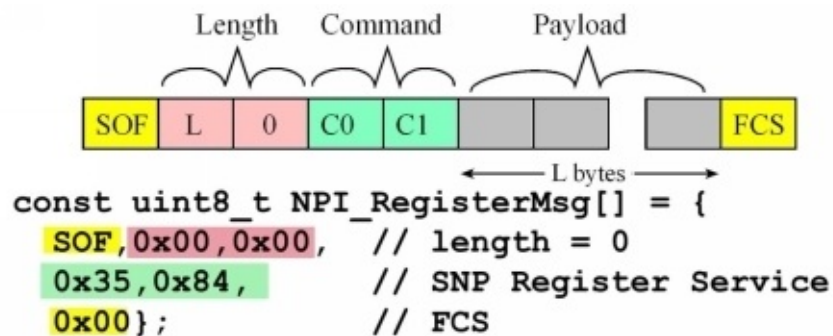 Length Command Payload
SOF L 0 C0 C1 FCS
L bytes
const uint8_t NPI_RegisterMsg[] = {
SOF,0x00,0x00, // length = 0
0x35,0x84, // SNP Register Service
0x00}; // FCS